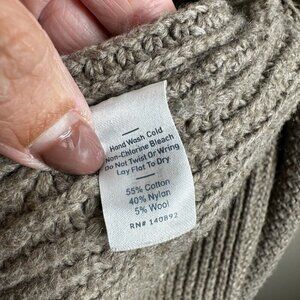 Hand Wash Cold
Non-Chlorine Bleach
Do Not Twist Or Wring
Lay Flat To Dry
55% Cotton
40% Nylan
5% Wool
RN# 140892